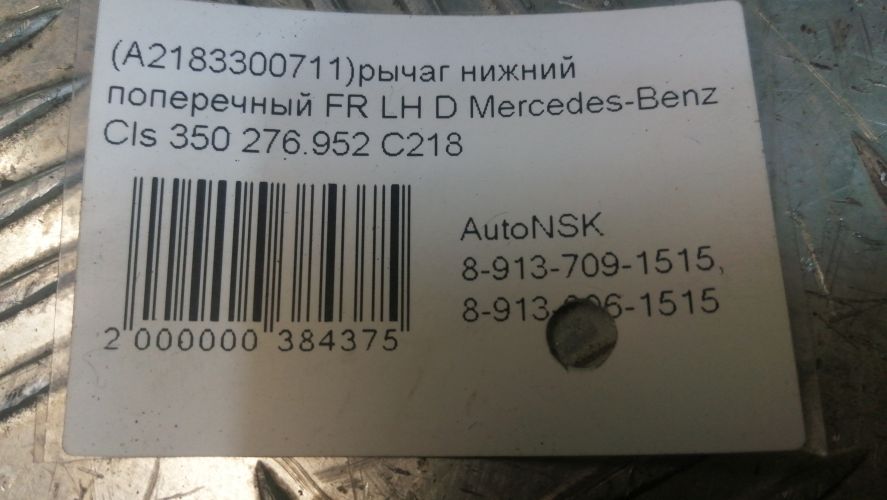 (A2183300711)рычаг нижний
поперечный FR LH D Mercedes-Benz
Cls 350 276.952 C218
AutoNSK
8-913-709-1515,
2 000000 384375